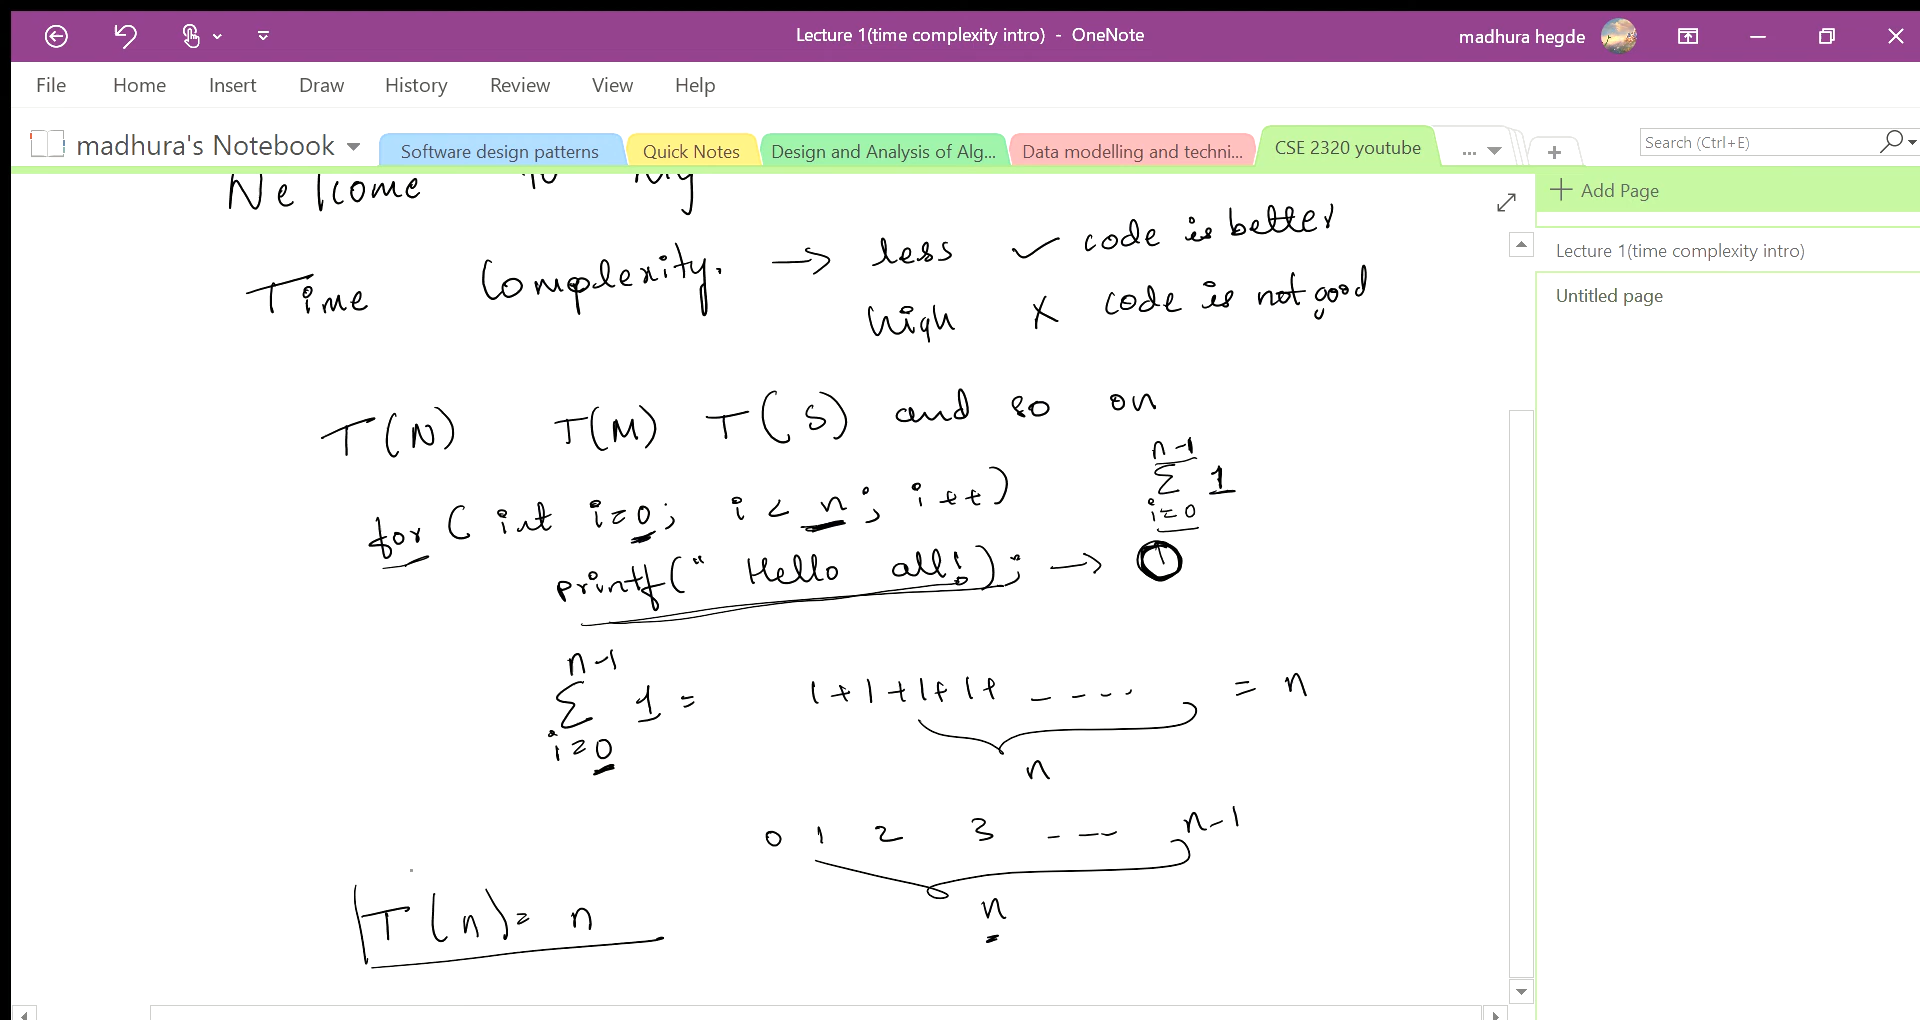 Lecture 1(time complexity intro) - OneNote
madhura hegde
File Home Insert Draw History Review View Help
madhura's Notebook
Software design patterns
Quick Notes
Design and Analysis of Alg...
Data modelling and techni...
CSE 2320 youtube
...
+
Search (Ctrl+E)
+ Add Page
Lecture 1(time complexity intro)
Untitled page
Welcome to My
Time Complexity. → less ✓ code is better
high X code is not good
T(N) T(M) T(S) and so on
n-1
Σ 1
i=0
for ( int i=0; i < n; i++)
printf(" Hello all!); → 1
n-1
Σ 1 = 1+1+1+1+ ----- = n
i=0
n
0 1 2 3 --- n-1
n
T(n) = n